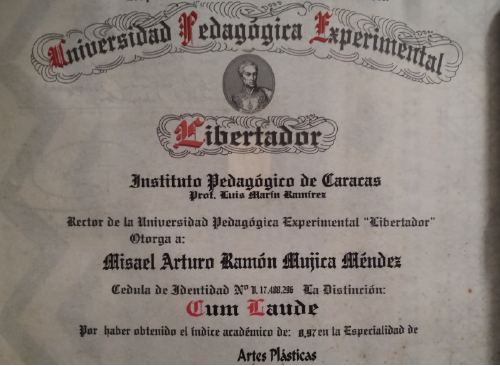 Universidad Pedagógica Experimental
Libertador
Instituto Pedagógico de Caracas
Prof. Luis Marín Ramírez
Rector de la Universidad Pedagógica Experimental "Libertador"
Otorga a:
Misael Arturo Ramón Mujica Méndez
Cedula de Identidad Nº V. 17.488.296 La Distinción:
Cum Laude
Por haber obtenido el índice académico de: 8,97 en la Especialidad de
Artes Plásticas